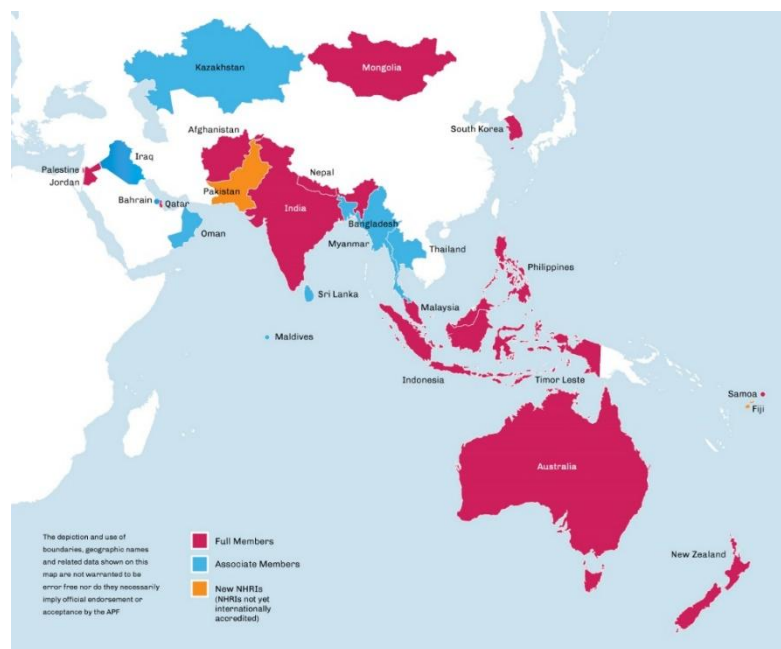 Kazakhstan
Mongolia
South Korea
Afghanistan
Iraq
Palestine
Jordan
Nepal
Pakistan
Bahrain
Qatar
India
Bangladesh
Oman
Myanmar
Thailand
Philippines
Sri Lanka
Malaysia
Maldives
Indonesia
Timor Leste
Samoa
Fiji
Australia
New Zealand
The depiction and use of
boundaries, geographic names
and related data shown on this
map are not warranted to be
error free nor do they necessarily
imply official endorsement or
acceptance by the APF
Full Members
Associate Members
New NHRIs
(NHRIs not yet
internationally
accoredited)